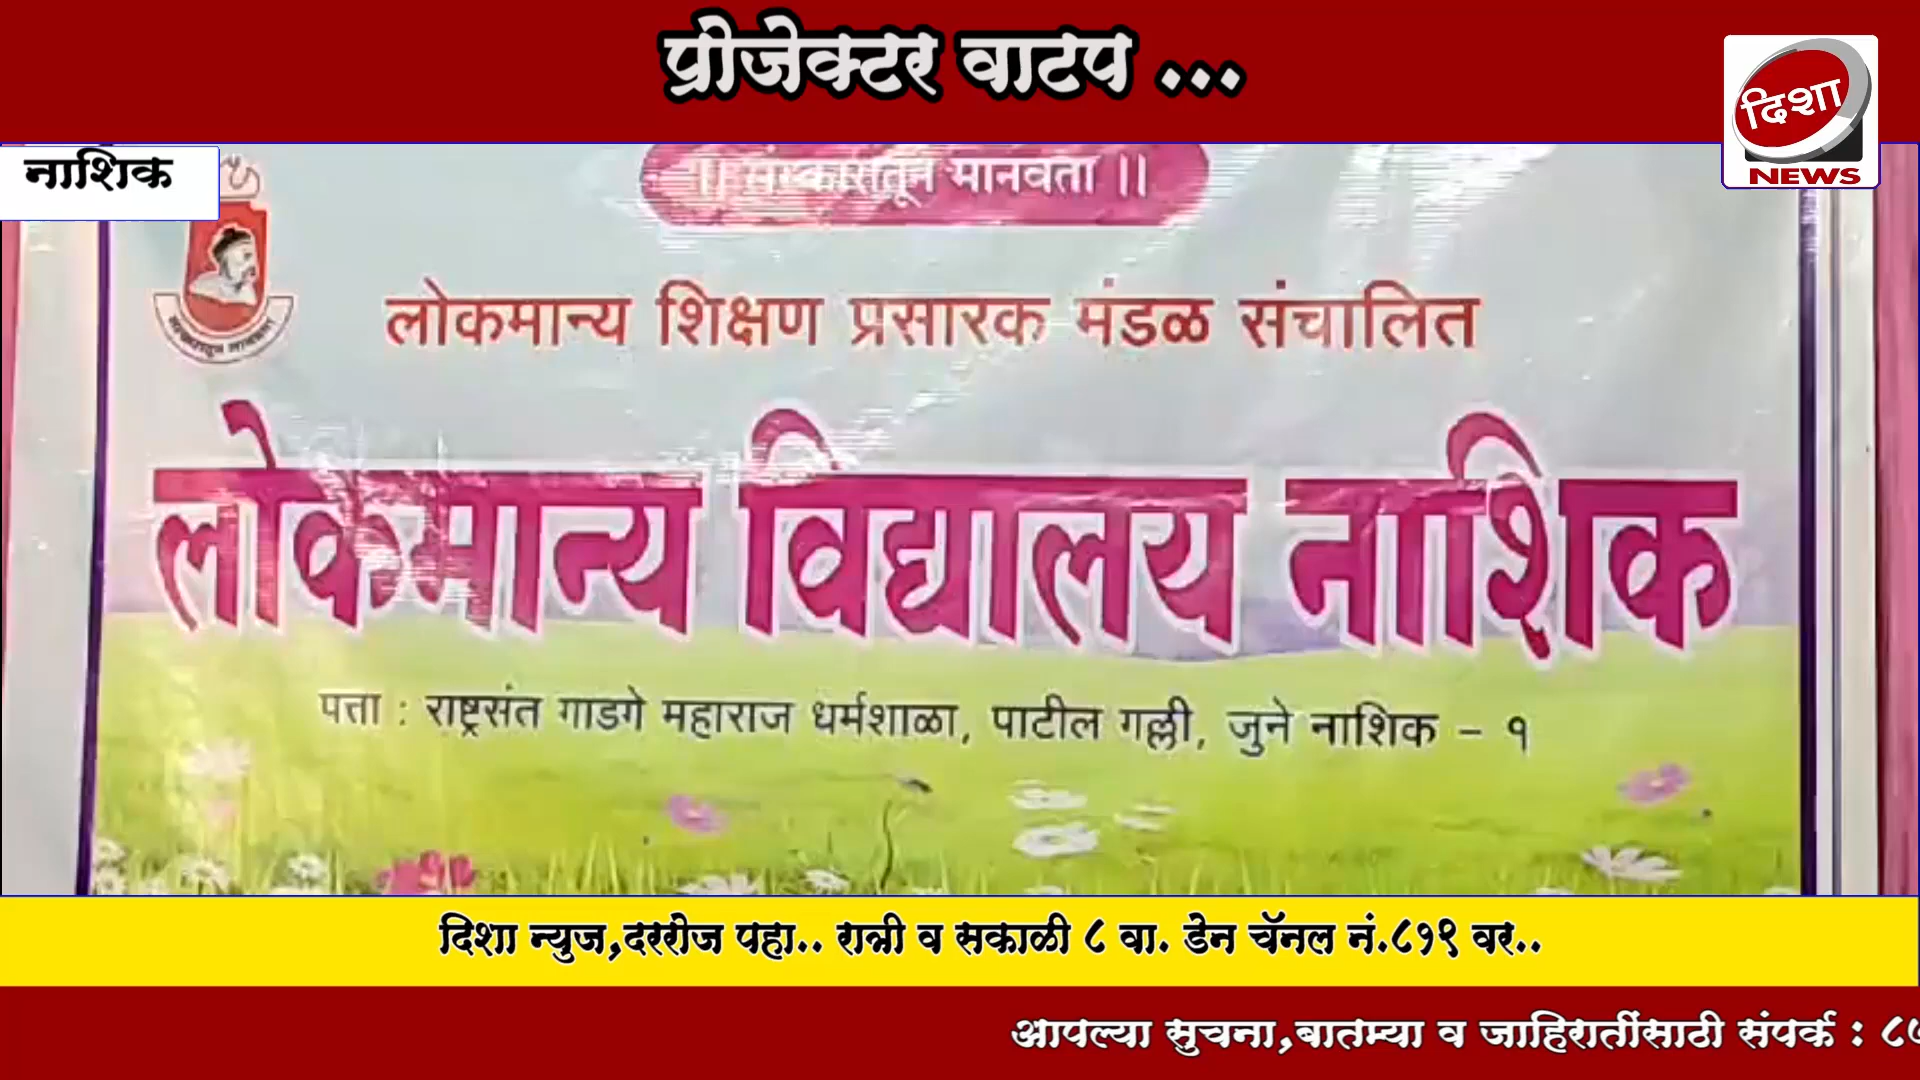 प्रोजेक्टर वाटप ...
दिशा
NEWS
नाशिक
|| संस्कारातून मानवता ||
लोकमान्य शिक्षण प्रसारक मंडळ संचालित
लोकमान्य विद्यालय नाशिक
पत्ता : राष्ट्रसंत गाडगे महाराज धर्मशाळा, पाटील गल्ली, जुने नाशिक – १
दिशा न्युज,दररोज पहा.. रात्री व सकाळी ८ वा. डेन चॅनल नं.८१९ वर..
आपल्या सुचना,बातम्या व जाहिरातींसाठी संपर्क : ८